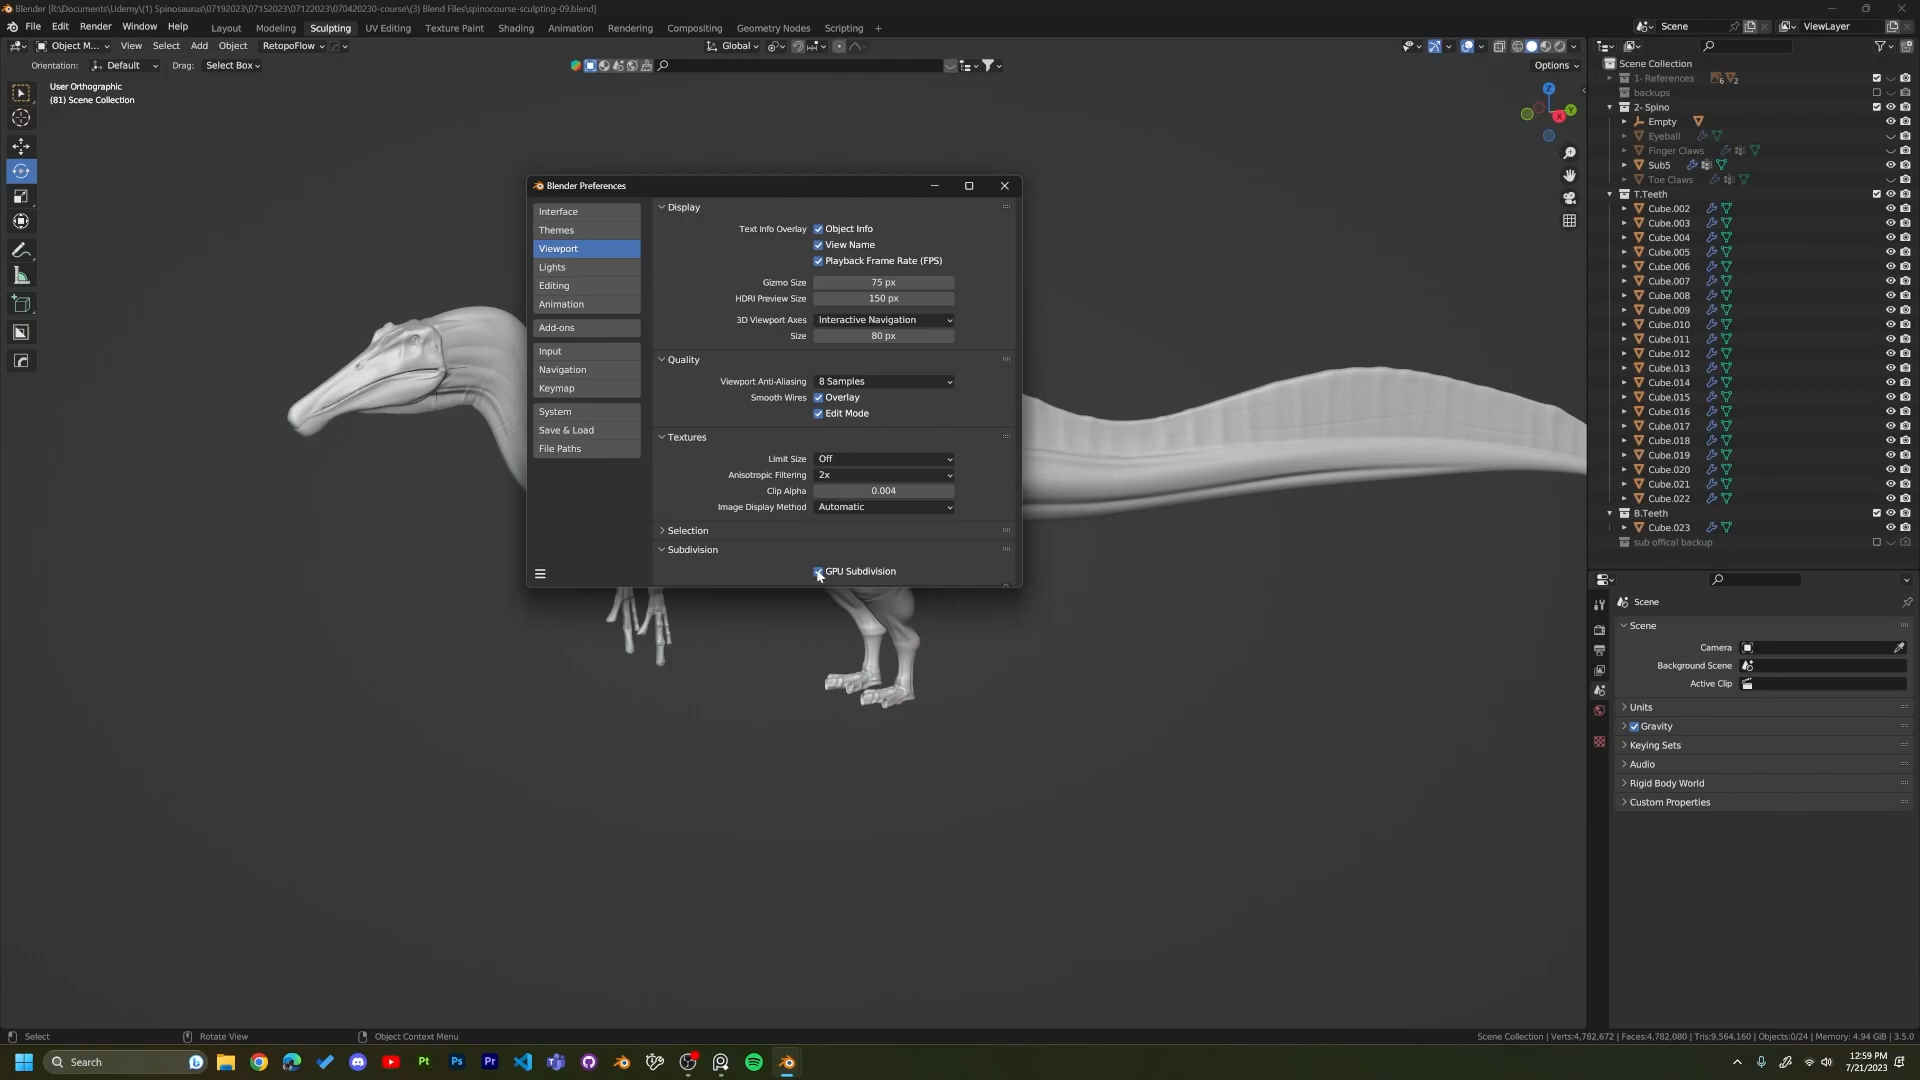 Blender [R:\Documents\Udemy\(1) Spinosaurus\07192023\07152023\07122023\070420230-course\(3) Blend Files\spinocourse-sculpting-09.blend]
File Edit Render Window Help Layout Modeling Sculpting UV Editing Texture Paint Shading Animation Rendering Compositing Geometry Nodes Scripting + Scene ViewLayer
Object M... View Select Add Object RetopoFlow Global
Orientation: Default Drag: Select Box Options
User Orthographic
(81) Scene Collection
Z
Y
X
Blender Preferences
Interface
Themes
Viewport
Lights
Editing
Animation
Add-ons
Input
Navigation
Keymap
System
Save & Load
File Paths
Display
Text Info Overlay Object Info
View Name
Playback Frame Rate (FPS)
Gizmo Size 75 px
HDRI Preview Size 150 px
3D Viewport Axes Interactive Navigation
Size 80 px
Quality
Viewport Anti-Aliasing 8 Samples
Smooth Wires Overlay
Edit Mode
Textures
Limit Size Off
Anisotropic Filtering 2x
Clip Alpha 0.004
Image Display Method Automatic
Selection
Subdivision
GPU Subdivision
Scene Collection
1- References 6 2
backups
2- Spino
Empty
Eyeball
Finger Claws
Sub5
Toe Claws
T.Teeth
Cube.002
Cube.003
Cube.004
Cube.005
Cube.006
Cube.007
Cube.008
Cube.009
Cube.010
Cube.011
Cube.012
Cube.013
Cube.014
Cube.015
Cube.016
Cube.017
Cube.018
Cube.019
Cube.020
Cube.021
Cube.022
B.Teeth
Cube.023
sub offical backup
Scene
Scene
Camera
Background Scene
Active Clip
Units
Gravity
Keying Sets
Audio
Rigid Body World
Custom Properties
Select Rotate View Object Context Menu Scene Collection | Verts:4,782,672 | Faces:4,782,080 | Tris:9,564,160 | Objects:0/24 | Memory: 4.94 GiB | 3.5.0
Search Pt Ps Pr 12:59 PM
7/21/2023